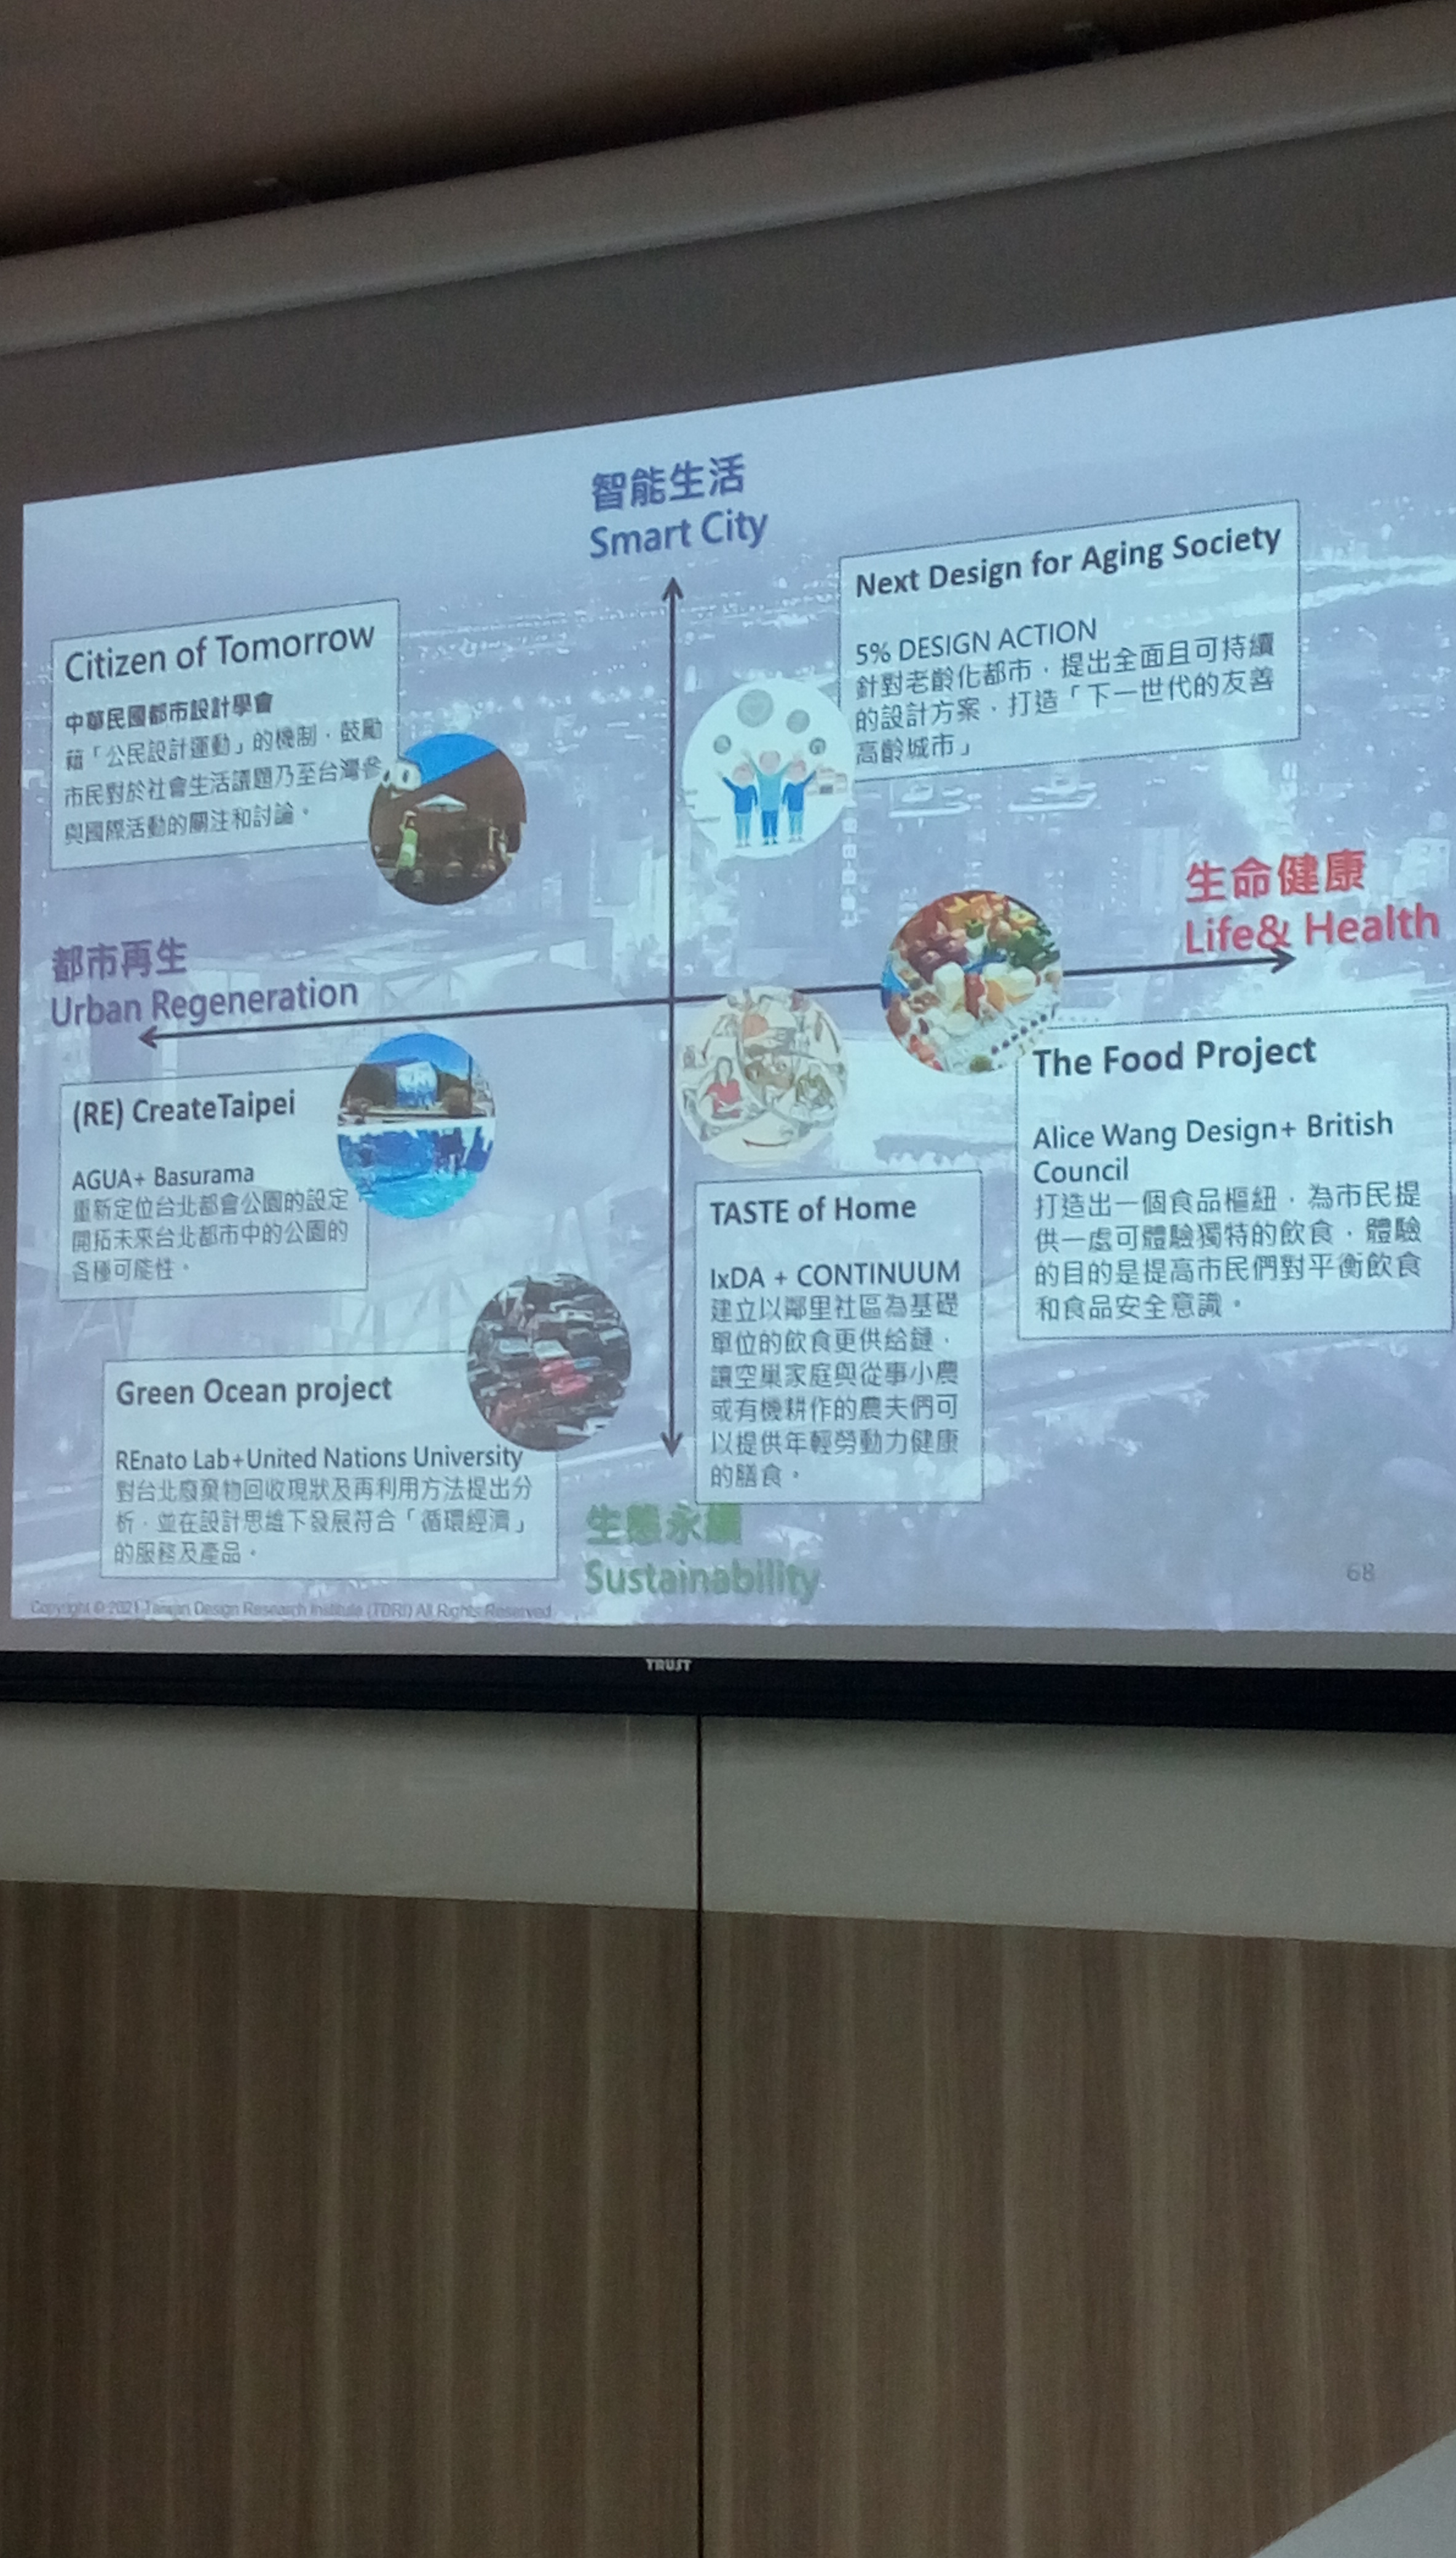 智能生活
Smart City
Next Design for Aging Society
5% DESIGN ACTION
針對老齡化都市，提出全面且可持續
的設計方案，打造「下一世代的友善
高齡城市」
Citizen of Tomorrow
中華民國都市設計學會
藉「公民設計運動」的機制，鼓勵
市民對於社會生活議題乃至台灣參
與國際活動的關注和討論。
生命健康
Life& Health
都市再生
Urban Regeneration
The Food Project
Alice Wang Design+ British
Council
打造出一個食品樞紐，為市民提
供一處可體驗獨特的飲食，體驗
的目的是提高市民們對平衡飲食
和食品安全意識。
(RE) CreateTaipei
AGUA+ Basurama
重新定位台北都會公園的設定
開拓未來台北都市中的公園的
各種可能性。
TASTE of Home
IxDA + CONTINUUM
建立以鄰里社區為基礎
單位的飲食更供給鏈，
讓空巢家庭與從事小農
或有機耕作的農夫們可
以提供年輕勞動力健康
的膳食。
Green Ocean project
REnato Lab+United Nations University
對台北廢棄物回收現狀及再利用方法提出分
析，並在設計思維下發展符合「循環經濟」
的服務及產品。
生態永續
Sustainability
68
Copyright © 2021 Taiwan Design Research Institute (TDRI) All Rights Reserved
TRUST